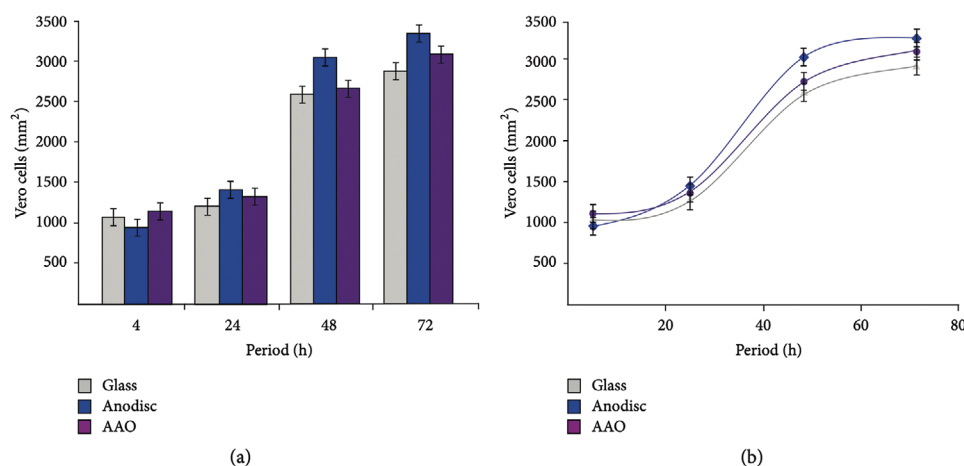 3500
3000
2500
2000
1500
1000
500
Vero cells (mm²)
4 24 48 72
Period (h)
Glass
Anodisc
AAO
(a)
3500
3000
2500
2000
1500
1000
500
Vero cells (mm²)
20 40 60 80
Period (h)
Glass
Anodisc
AAO
(b)